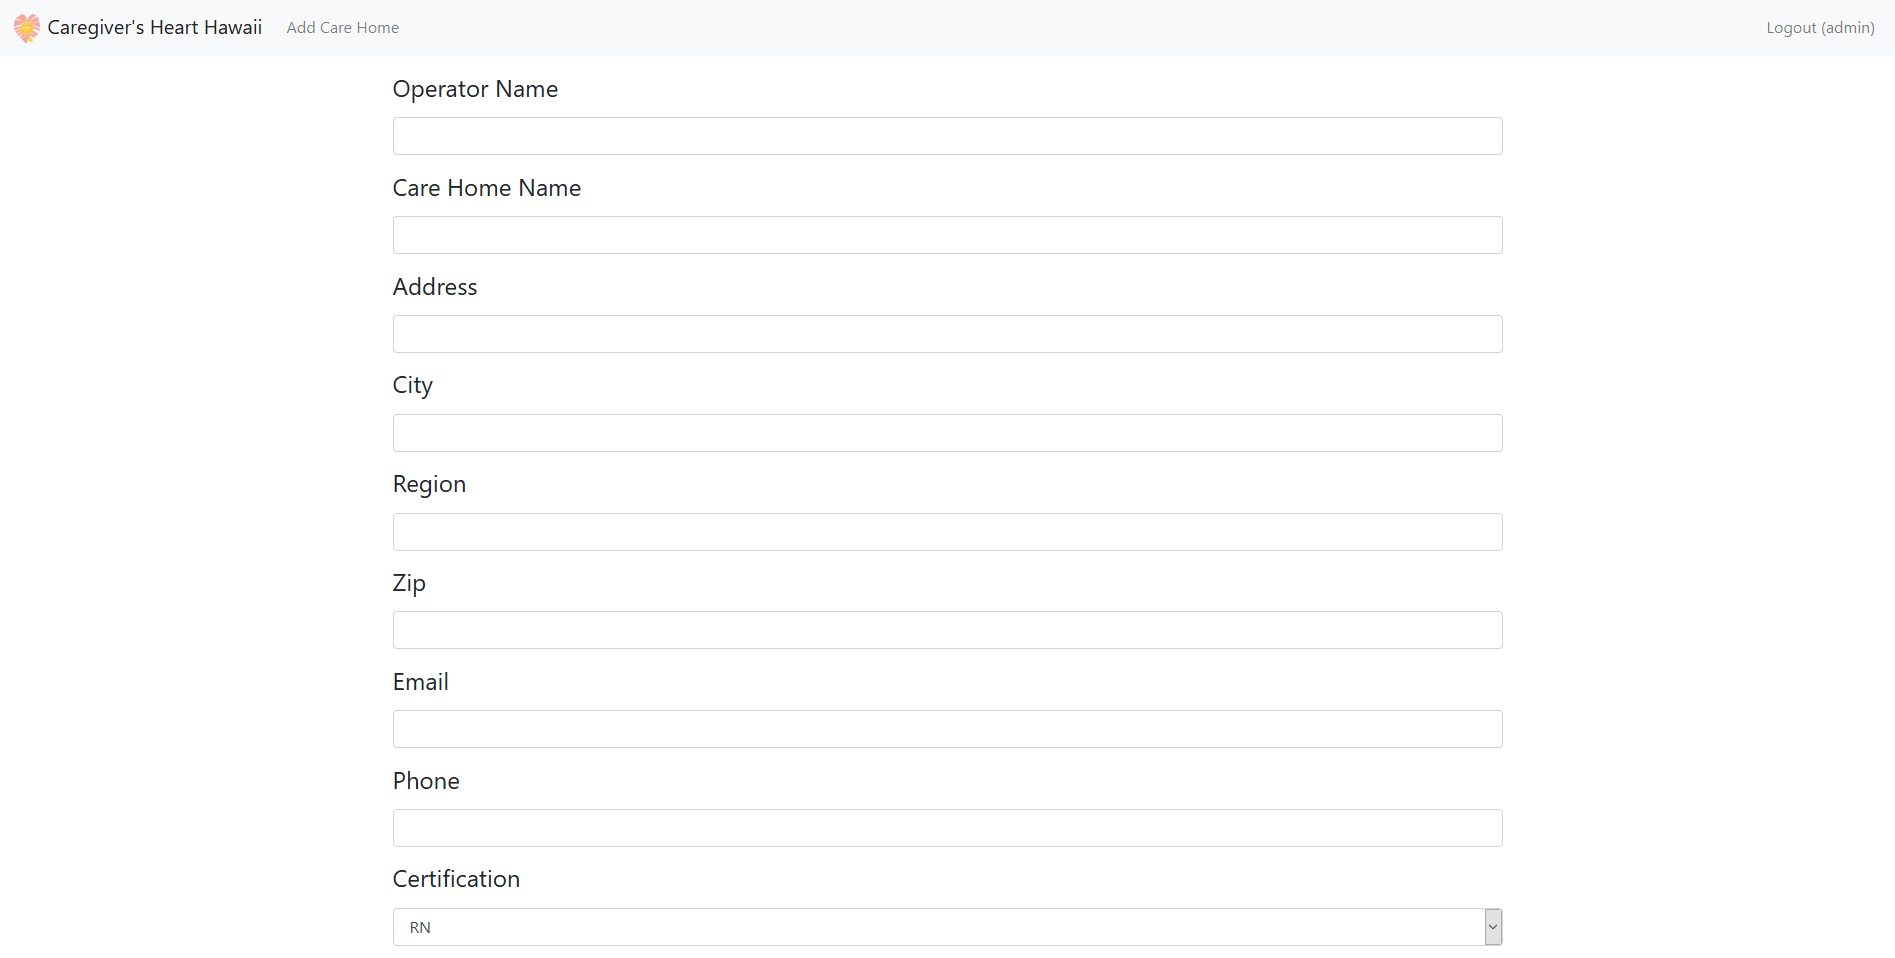 Caregiver's Heart Hawaii Add Care Home Logout (admin)
Operator Name
Care Home Name
Address
City
Region
Zip
Email
Phone
Certification
RN